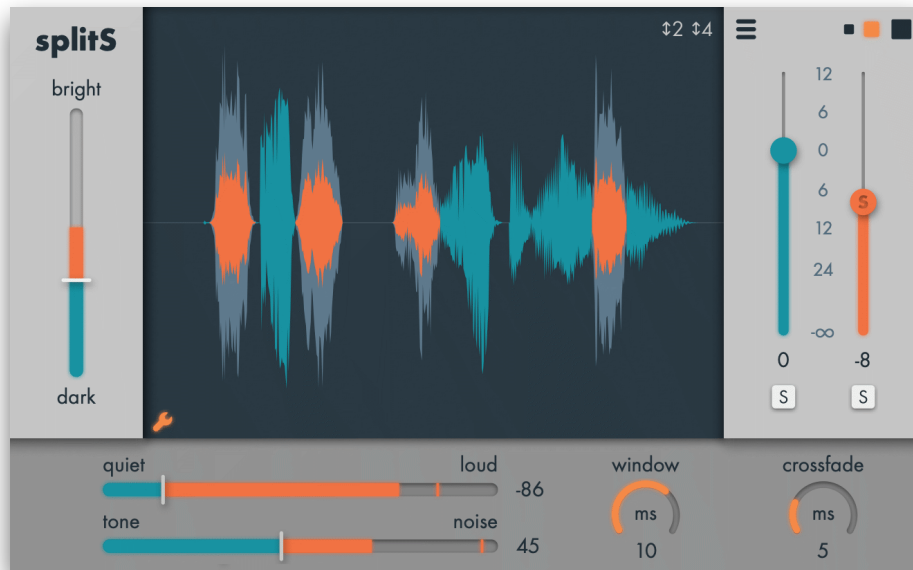 splitS
bright
dark
↕2 ↕4
12
6
0
6
12
24
-∞
S
0
-8
S
S
quiet
loud
-86
tone
noise
45
window
ms
10
crossfade
ms
5